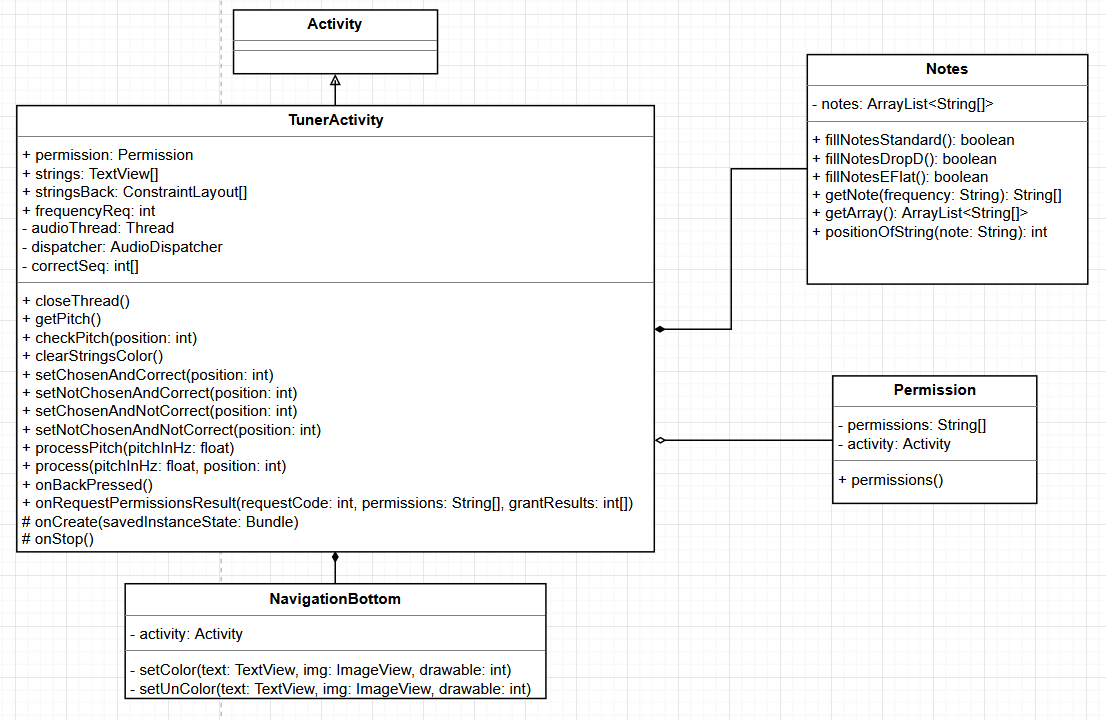 Activity
TunerActivity
+ permission: Permission
+ strings: TextView[]
+ stringsBack: ConstraintLayout[]
+ frequencyReq: int
- audioThread: Thread
- dispatcher: AudioDispatcher
- correctSeq: int[]
+ closeThread()
+ getPitch()
+ checkPitch(position: int)
+ clearStringsColor()
+ setChosenAndCorrect(position: int)
+ setNotChosenAndCorrect(position: int)
+ setChosenAndNotCorrect(position: int)
+ setNotChosenAndNotCorrect(position: int)
+ processPitch(pitchInHz: float)
+ process(pitchInHz: float, position: int)
+ onBackPressed()
+ onRequestPermissionsResult(requestCode: int, permissions: String[], grantResults: int[])
# onCreate(savedInstanceState: Bundle)
# onStop()
Notes
- notes: ArrayList<String[]>
+ fillNotesStandard(): boolean
+ fillNotesDropD(): boolean
+ fillNotesEFlat(): boolean
+ getNote(frequency: String): String[]
+ getArray(): ArrayList<String[]>
+ positionOfString(note: String): int
Permission
- permissions: String[]
- activity: Activity
+ permissions()
NavigationBottom
- activity: Activity
- setColor(text: TextView, img: ImageView, drawable: int)
- setUnColor(text: TextView, img: ImageView, drawable: int)